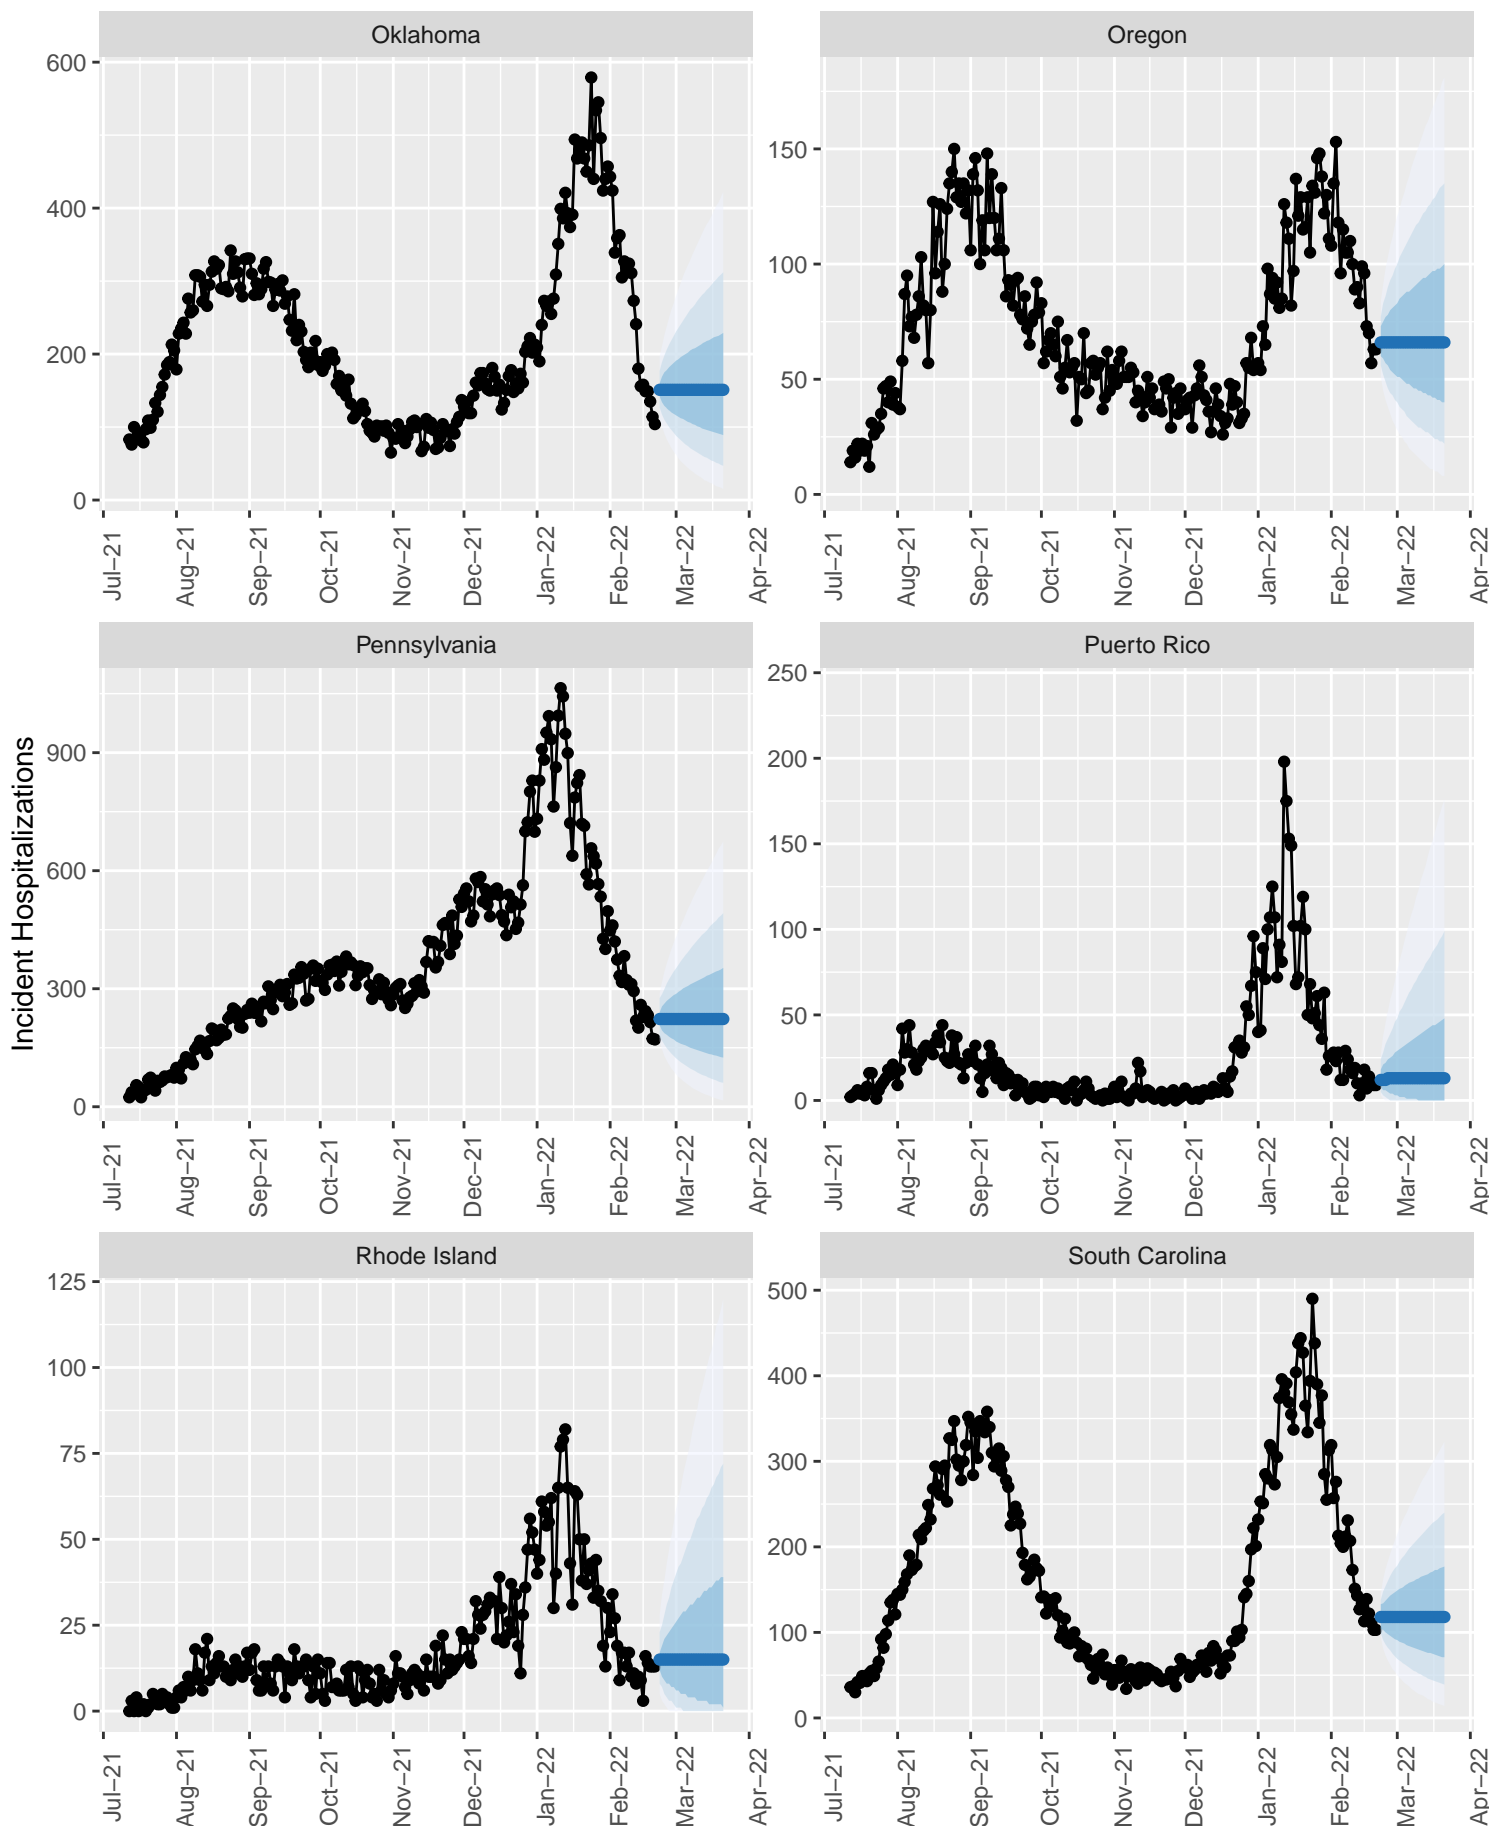 Oklahoma
Oregon
600
400
200
0
150
100
50
0
Jul−21 Aug−21 Sep−21 Oct−21 Nov−21 Dec−21 Jan−22 Feb−22 Mar−22 Apr−22
Jul−21 Aug−21 Sep−21 Oct−21 Nov−21 Dec−21 Jan−22 Feb−22 Mar−22 Apr−22
Incident Hospitalizations
Pennsylvania
Puerto Rico
900
600
300
0
250
200
150
100
50
0
Jul−21 Aug−21 Sep−21 Oct−21 Nov−21 Dec−21 Jan−22 Feb−22 Mar−22 Apr−22
Jul−21 Aug−21 Sep−21 Oct−21 Nov−21 Dec−21 Jan−22 Feb−22 Mar−22 Apr−22
Rhode Island
South Carolina
125
100
75
50
25
0
500
400
300
200
100
0
Jul−21 Aug−21 Sep−21 Oct−21 Nov−21 Dec−21 Jan−22 Feb−22 Mar−22 Apr−22
Jul−21 Aug−21 Sep−21 Oct−21 Nov−21 Dec−21 Jan−22 Feb−22 Mar−22 Apr−22